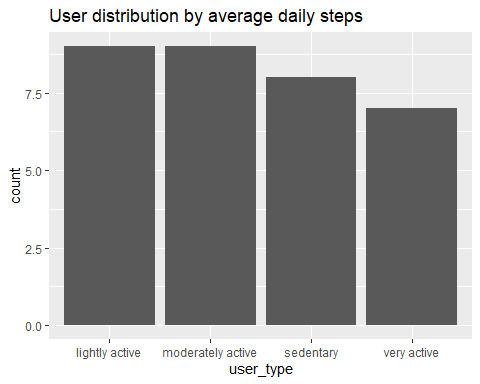 User distribution by average daily steps
count
7.5
5.0
2.5
0.0
lightly active moderately active sedentary very active
user_type